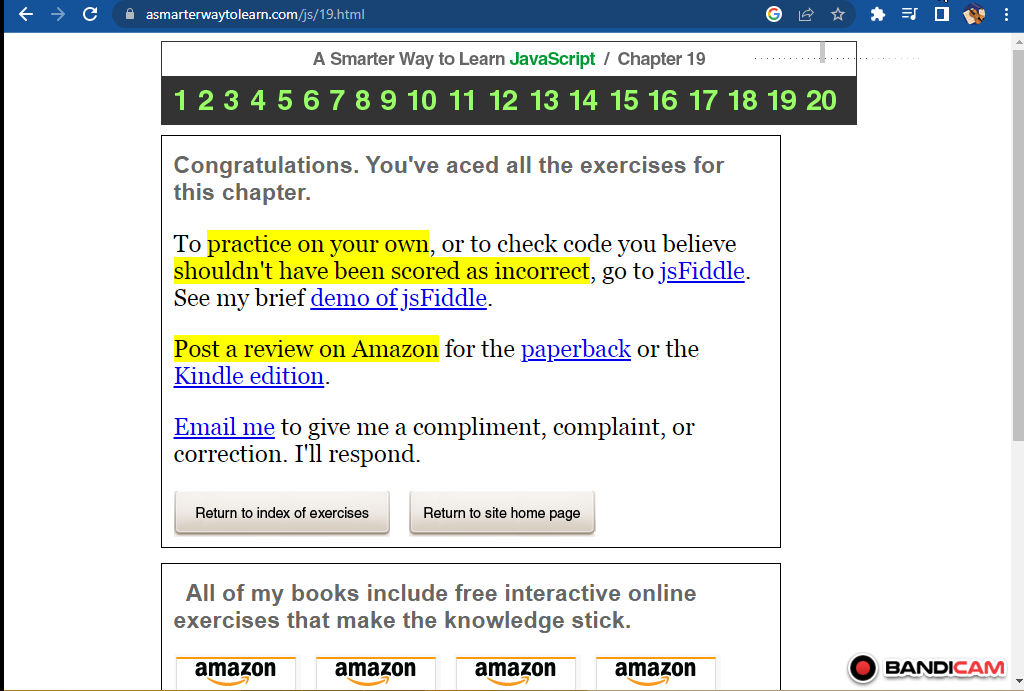 asmarterwaytolearn.com/js/19.html
A Smarter Way to Learn JavaScript / Chapter 19
1 2 3 4 5 6 7 8 9 10 11 12 13 14 15 16 17 18 19 20
Congratulations. You've aced all the exercises for
this chapter.
To practice on your own, or to check code you believe
shouldn't have been scored as incorrect, go to jsFiddle.
See my brief demo of jsFiddle.
Post a review on Amazon for the paperback or the
Kindle edition.
Email me to give me a compliment, complaint, or
correction. I'll respond.
Return to index of exercises Return to site home page
All of my books include free interactive online
exercises that make the knowledge stick.
amazon amazon amazon amazon
BANDICAM